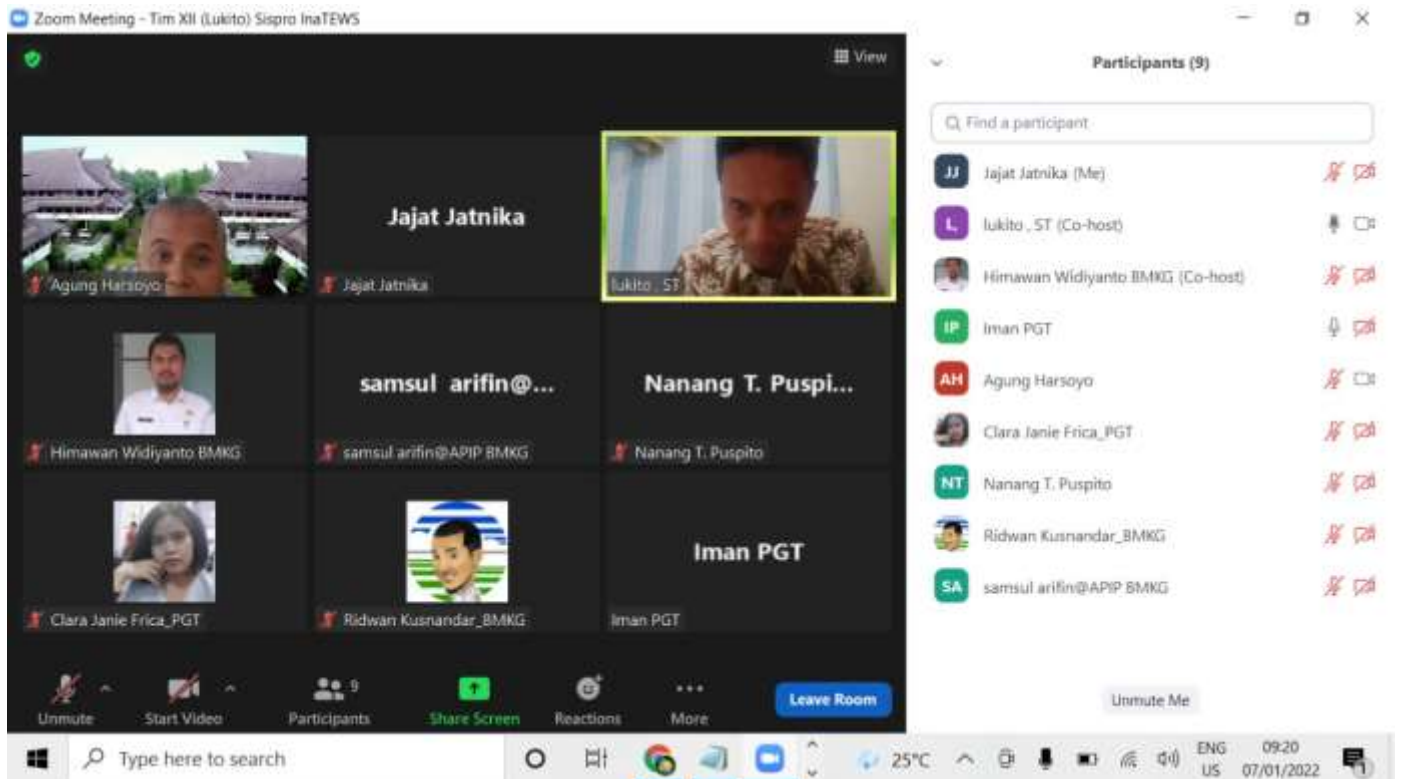 Zoom Meeting - Tim XII (Lukito) Sispro InaTEWS
View
Agung Harsoyo
Jajat Jatnika
Jajat Jatnika
lukito , ST
Himawan Widiyanto BMKG
samsul arifin@...
samsul arifin@APIP BMKG
Nanang T. Puspi...
Nanang T. Puspito
Clara Janie Frica_PGT
Ridwan Kusnandar_BMKG
Iman PGT
Iman PGT
Unmute
Start Video
9
Participants
Share Screen
Reactions
More
Leave Room
Participants (9)
Find a participant
JJ Jajat Jatnika (Me)
L, lukito , ST (Co-host)
Himawan Widiyanto BMKG (Co-host)
IP Iman PGT
AH Agung Harsoyo
Clara Janie Frica_PGT
NT Nanang T. Puspito
Ridwan Kusnandar_BMKG
SA samsul arifin@APIP BMKG
Unmute Me
Type here to search
25°C
ENG
US
09:20
07/01/2022
1